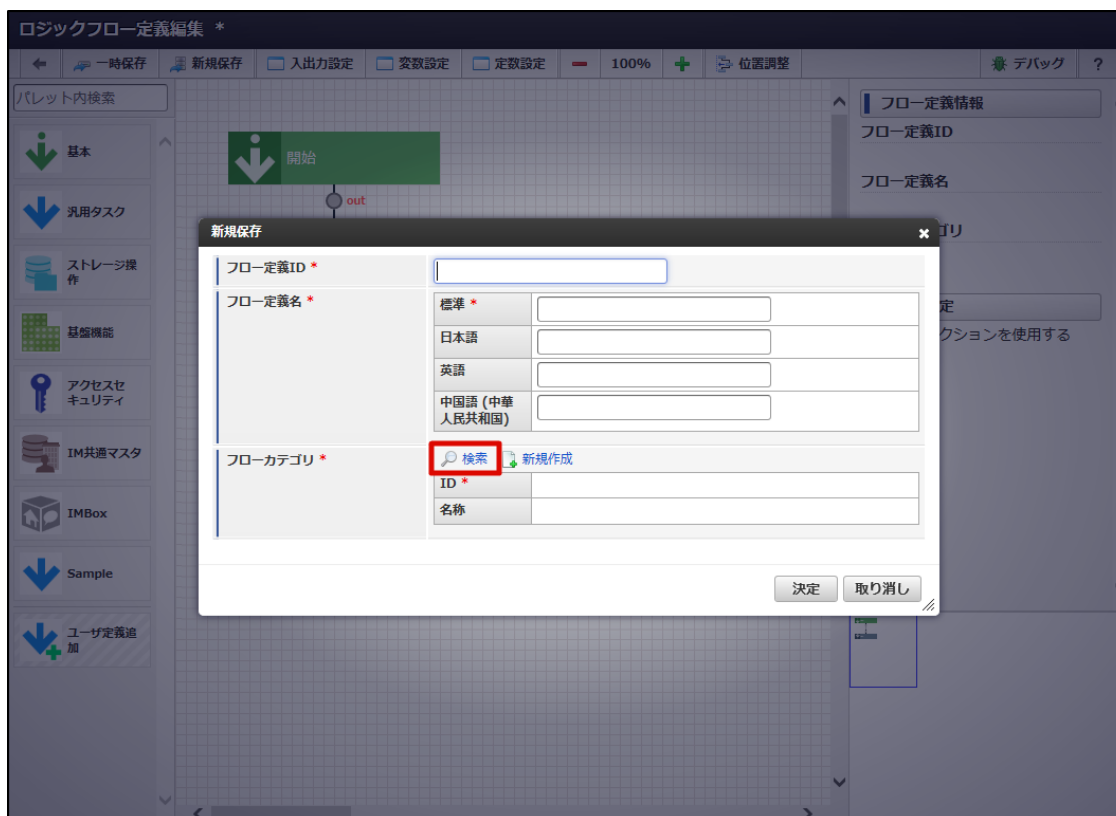 ロジックフロー定義編集 *
一時保存
新規保存
入出力設定
変数設定
定数設定
100%
位置調整
デバッグ
?
パレット内検索
基本
汎用タスク
ストレージ操
作
基盤機能
アクセスセ
キュリティ
IM共通マスタ
IMBox
Sample
ユーザ定義追
加
開始
out
フロー定義情報
フロー定義ID
フロー定義名
ゴリ
定
クションを使用する
新規保存
フロー定義ID *
フロー定義名 *
標準 *
日本語
英語
中国語 (中華
人民共和国)
フローカテゴリ *
検索
新規作成
ID *
名称
決定
取り消し